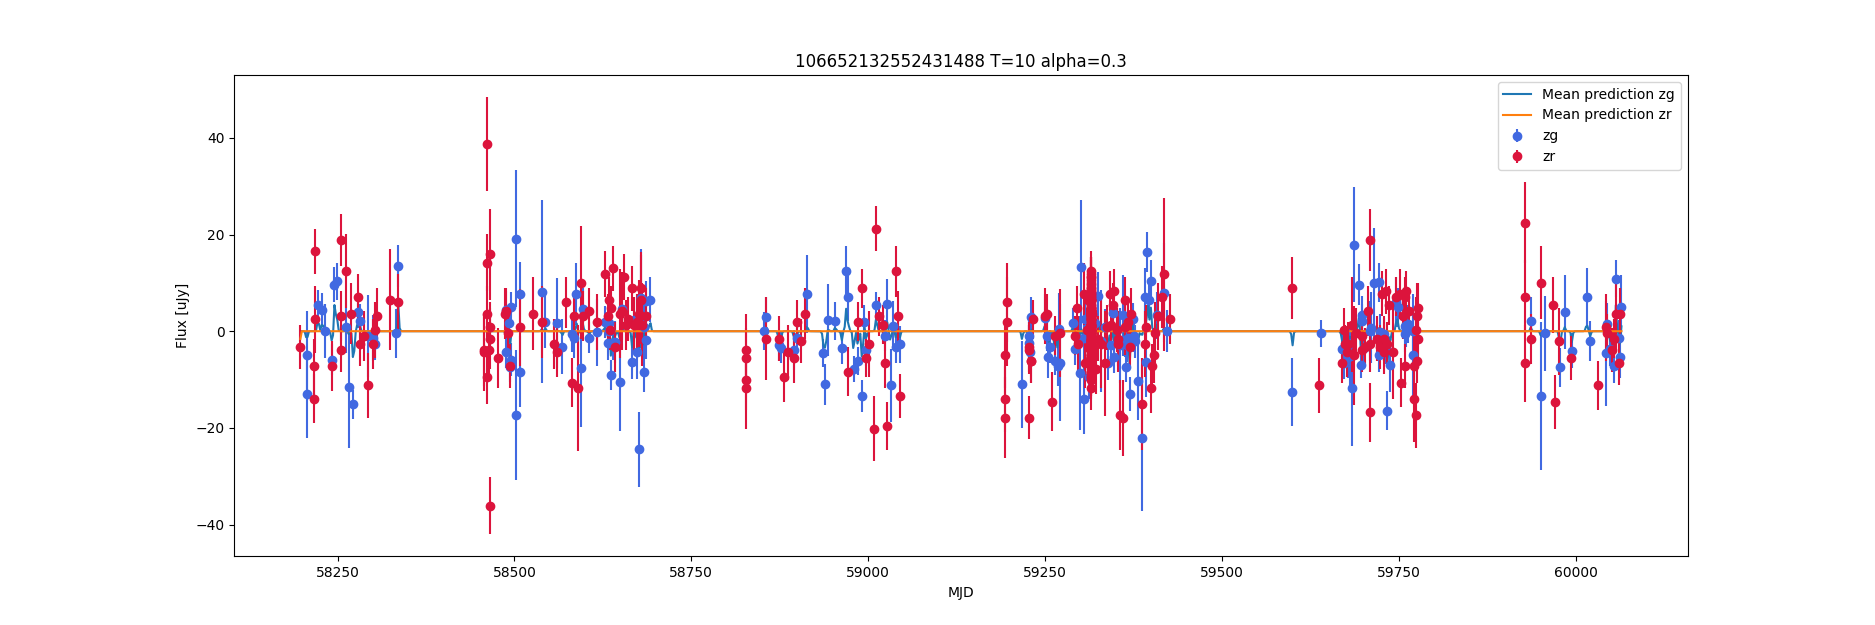 106652132552431488 T=10 alpha=0.3
Mean prediction zg
Mean prediction zr
zg
zr
Flux [uJy]
40
20
0
−20
−40
58250 58500 58750 59000 59250 59500 59750 60000
MJD